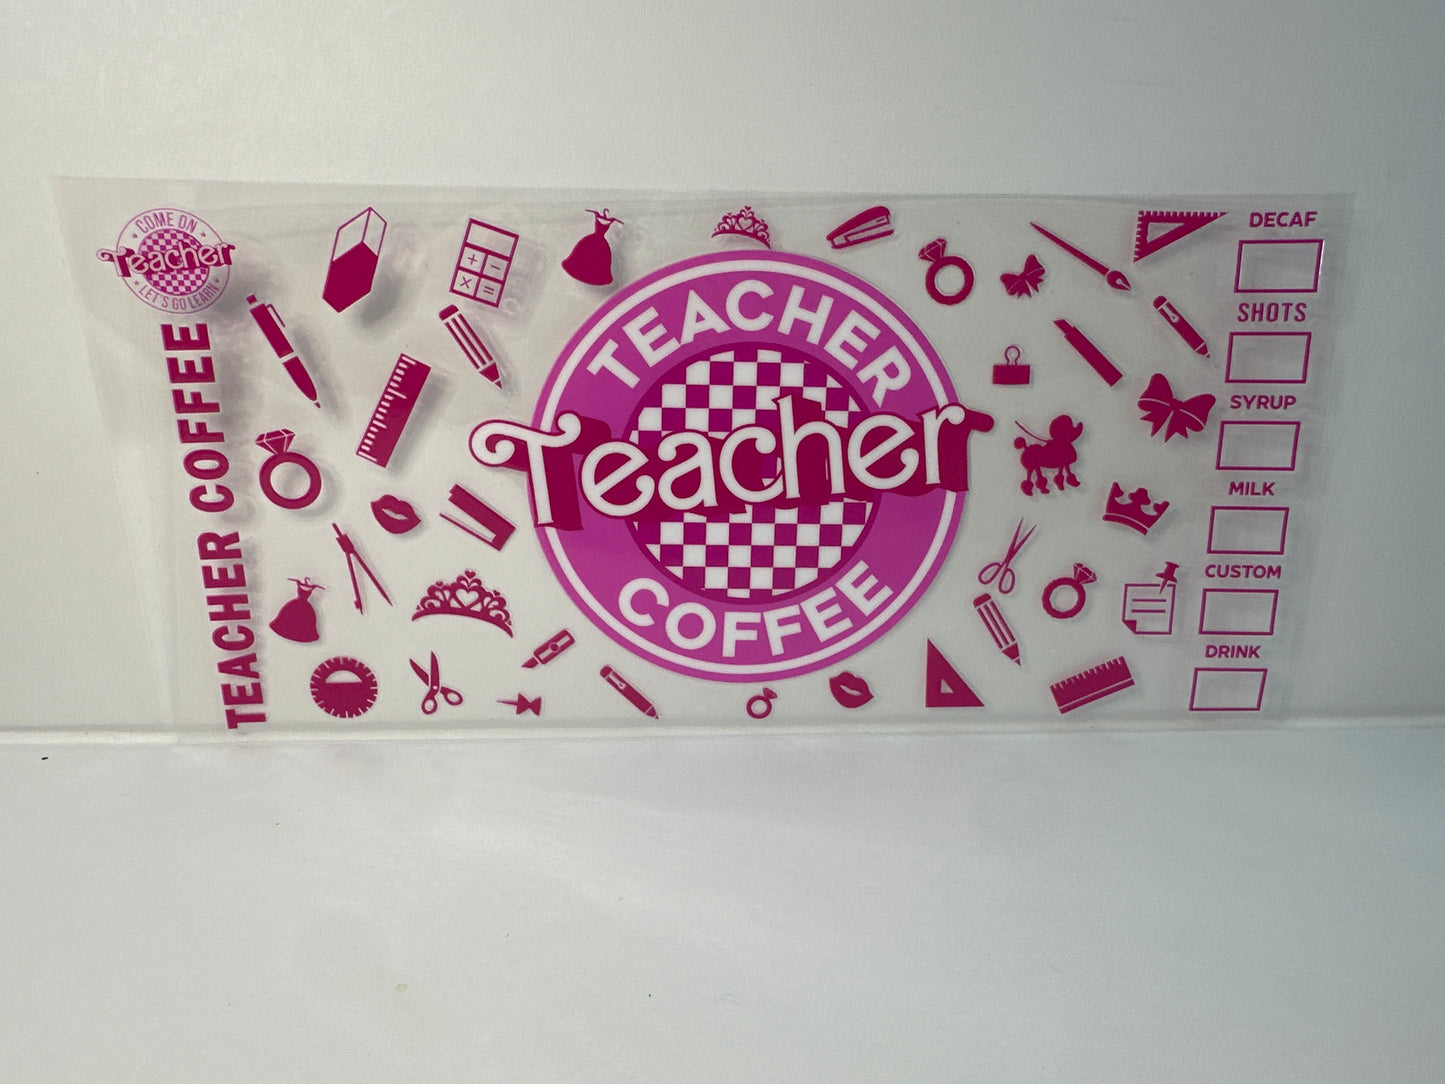 COME ON
Teacher
LET'S GO LEARN
TEACHER COFFEE
+ −
× =
TEACHER
Teacher
COFFEE
DECAF
SHOTS
SYRUP
MILK
CUSTOM
DRINK